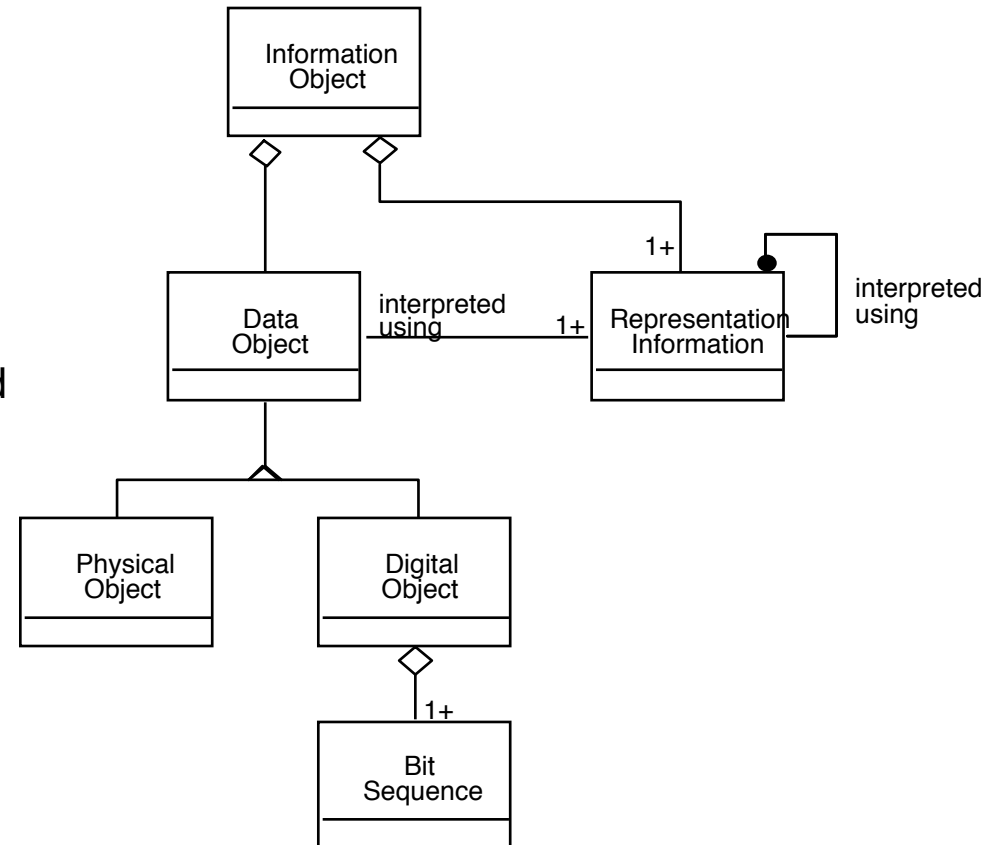 Information
Object
1+
interpreted
using
Data
Object
interpreted
using
1+
Representation
Information
d
Physical
Object
Digital
Object
1+
Bit
Sequence